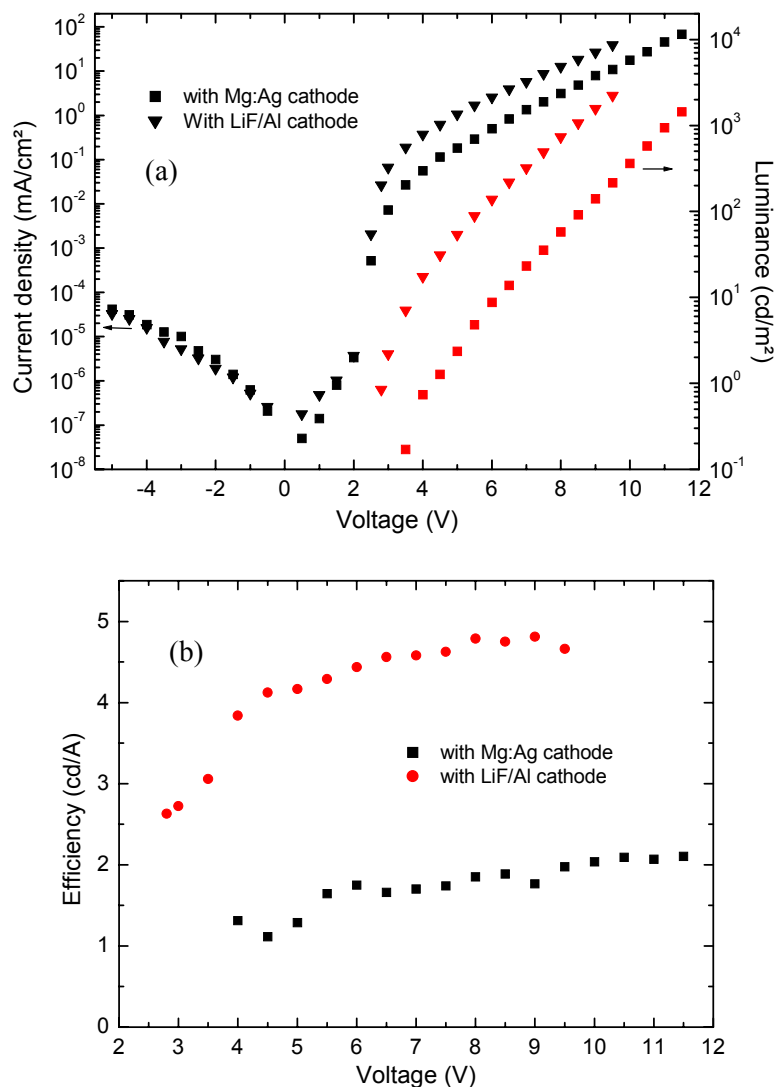 10²
10¹
10⁰
10⁻¹
10⁻²
10⁻³
10⁻⁴
10⁻⁵
10⁻⁶
10⁻⁷
10⁻⁸
Current density (mA/cm²)
with Mg:Ag cathode
With LiF/Al cathode
(a)
10⁴
10³
10²
10¹
10⁰
10⁻¹
Luminance (cd/m²)
-4 -2 0 2 4 6 8 10 12
Voltage (V)
5
4
3
2
1
0
Efficiency (cd/A)
(b)
with Mg:Ag cathode
with LiF/Al cathode
2 3 4 5 6 7 8 9 10 11 12
Voltage (V)